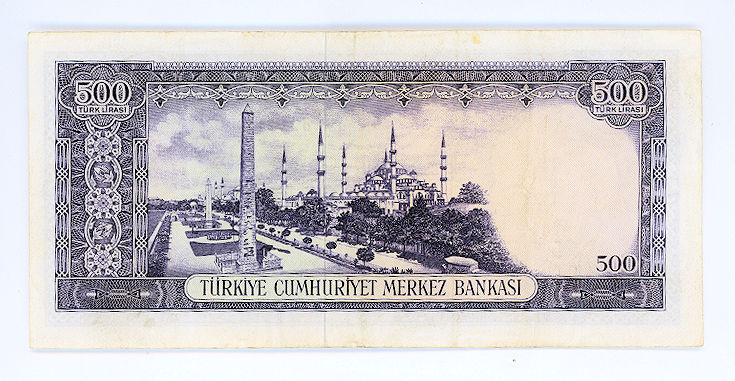 500
TÜRK LİRASI
500
TÜRK LİRASI
500
TÜRKİYE CUMHURİYET MERKEZ BANKASI